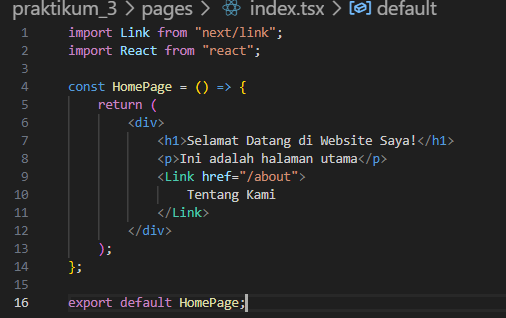 praktikum_3 > pages > index.tsx > default
1 import Link from "next/link";
2 import React from "react";
3
4 const HomePage = () => {
5 return (
6 <div>
7 <h1>Selamat Datang di Website Saya!</h1>
8 <p>Ini adalah halaman utama</p>
9 <Link href="/about">
10 Tentang Kami
11 </Link>
12 </div>
13 );
14 };
15
16 export default HomePage;